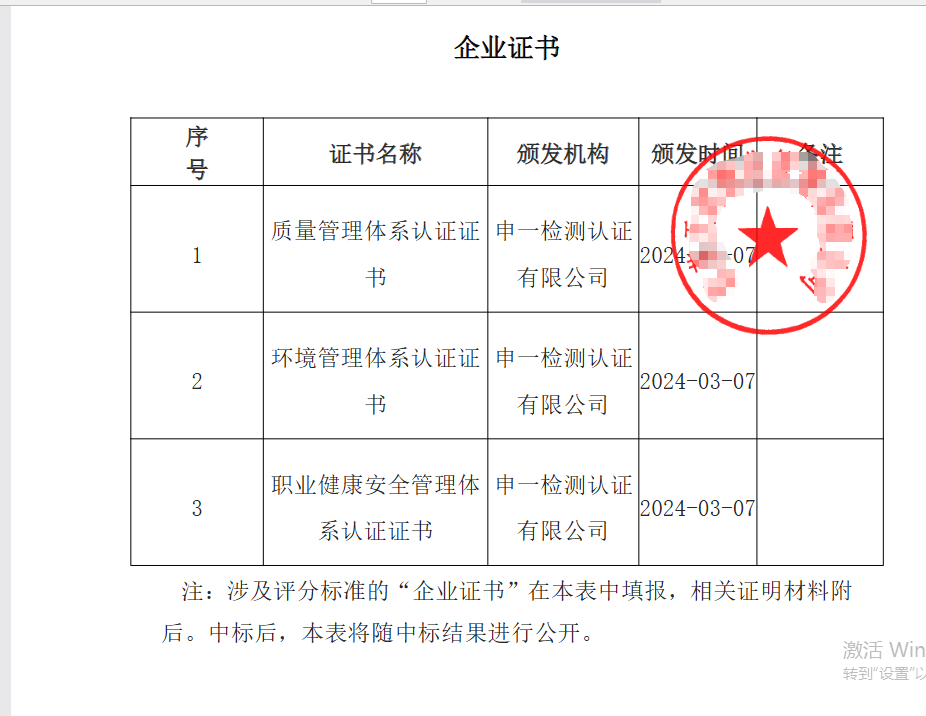 企业证书
序
号
证书名称
颁发机构
颁发时间
备注
1
质量管理体系认证证
书
申一检测认证
有限公司
2024-
-07
2
环境管理体系认证证
书
申一检测认证
有限公司
2024-03-07
3
职业健康安全管理体
系认证证书
申一检测认证
有限公司
2024-03-07
注：涉及评分标准的“企业证书”在本表中填报，相关证明材料附
后。中标后，本表将随中标结果进行公开。
激活 Win
转到“设置”以